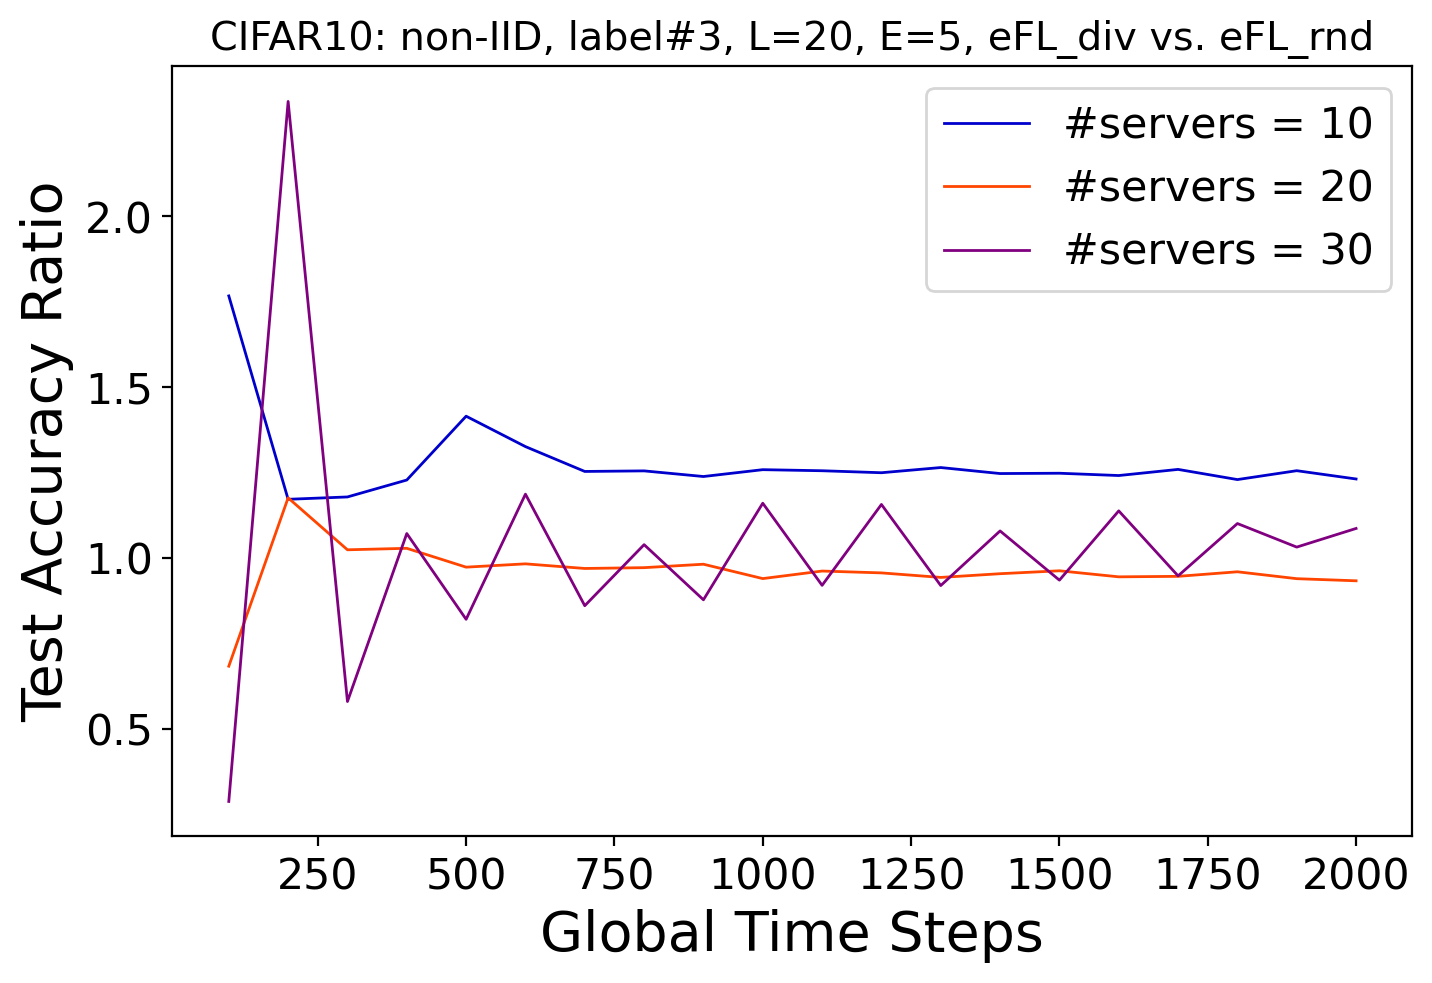 CIFAR10: non-IID, label#3, L=20, E=5, eFL_div vs. eFL_rnd
#servers = 10
#servers = 20
#servers = 30
Test Accuracy Ratio
2.0
1.5
1.0
0.5
250 500 750 1000 1250 1500 1750 2000
Global Time Steps